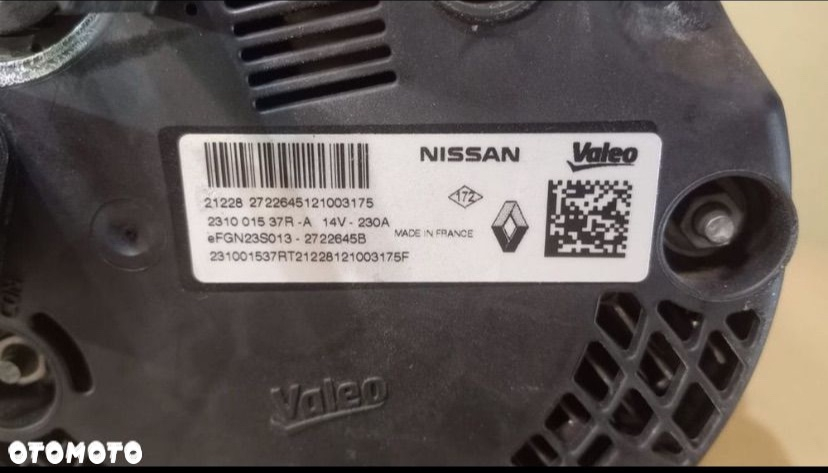 NISSAN Valeo
21228 2722645121003175
172
2310 015 37R -A 14V - 230A
eFGN23S013 - 2722645B
MADE IN FRANCE
231001537RT21228121003175F
Valeo
OTOMOTO